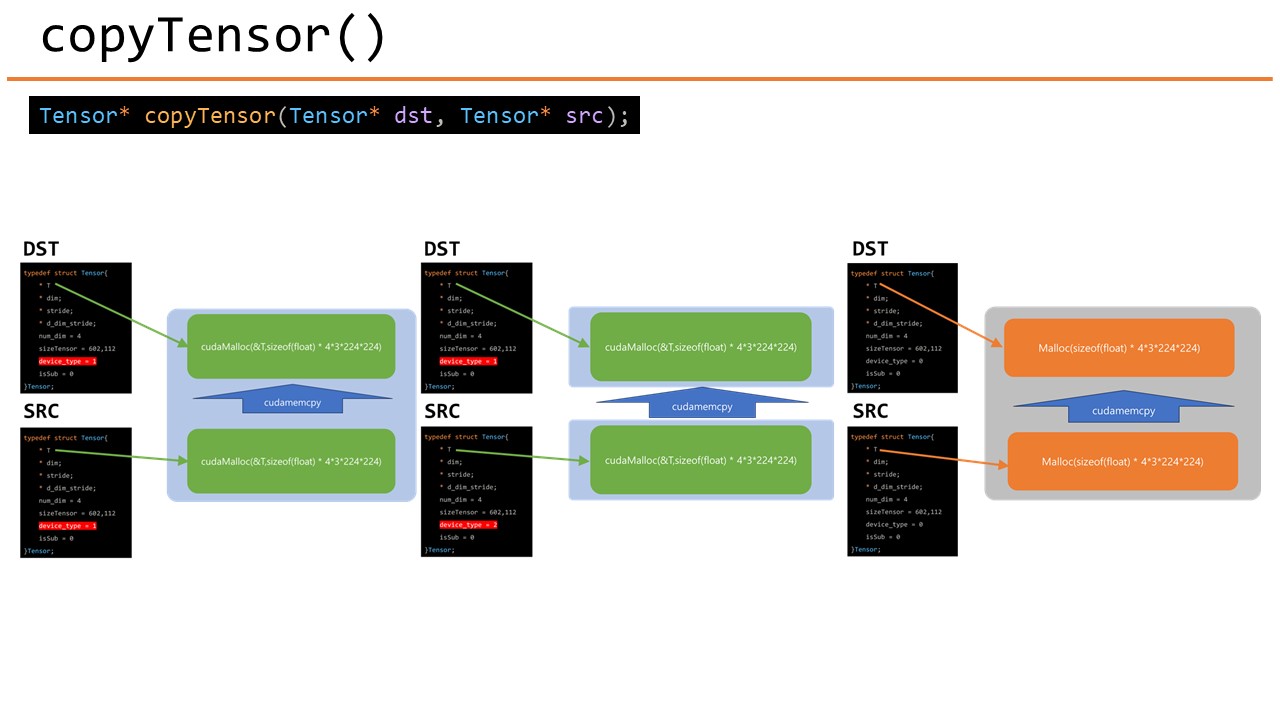 copyTensor()
Tensor* copyTensor(Tensor* dst, Tensor* src);
DST
typedef struct Tensor{
* T
* dim;
* stride;
* d_dim_stride;
num_dim = 4
sizeTensor = 602,112
device_type = 1
isSub = 0
}Tensor;
cudaMalloc(&T,sizeof(float) * 4*3*224*224)
cudamemcpy
SRC
typedef struct Tensor{
* T
* dim;
* stride;
* d_dim_stride;
num_dim = 4
sizeTensor = 602,112
device_type = 1
isSub = 0
}Tensor;
cudaMalloc(&T,sizeof(float) * 4*3*224*224)
DST
typedef struct Tensor{
* T
* dim;
* stride;
* d_dim_stride;
num_dim = 4
sizeTensor = 602,112
device_type = 1
isSub = 0
}Tensor;
cudaMalloc(&T,sizeof(float) * 4*3*224*224)
cudamemcpy
SRC
typedef struct Tensor{
* T
* dim;
* stride;
* d_dim_stride;
num_dim = 4
sizeTensor = 602,112
device_type = 2
isSub = 0
}Tensor;
cudaMalloc(&T,sizeof(float) * 4*3*224*224)
DST
typedef struct Tensor{
* T
* dim;
* stride;
* d_dim_stride;
num_dim = 4
sizeTensor = 602,112
device_type = 0
isSub = 0
}Tensor;
Malloc(sizeof(float) * 4*3*224*224)
cudamemcpy
SRC
typedef struct Tensor{
* T
* dim;
* stride;
* d_dim_stride;
num_dim = 4
sizeTensor = 602,112
device_type = 0
isSub = 0
}Tensor;
Malloc(sizeof(float) * 4*3*224*224)